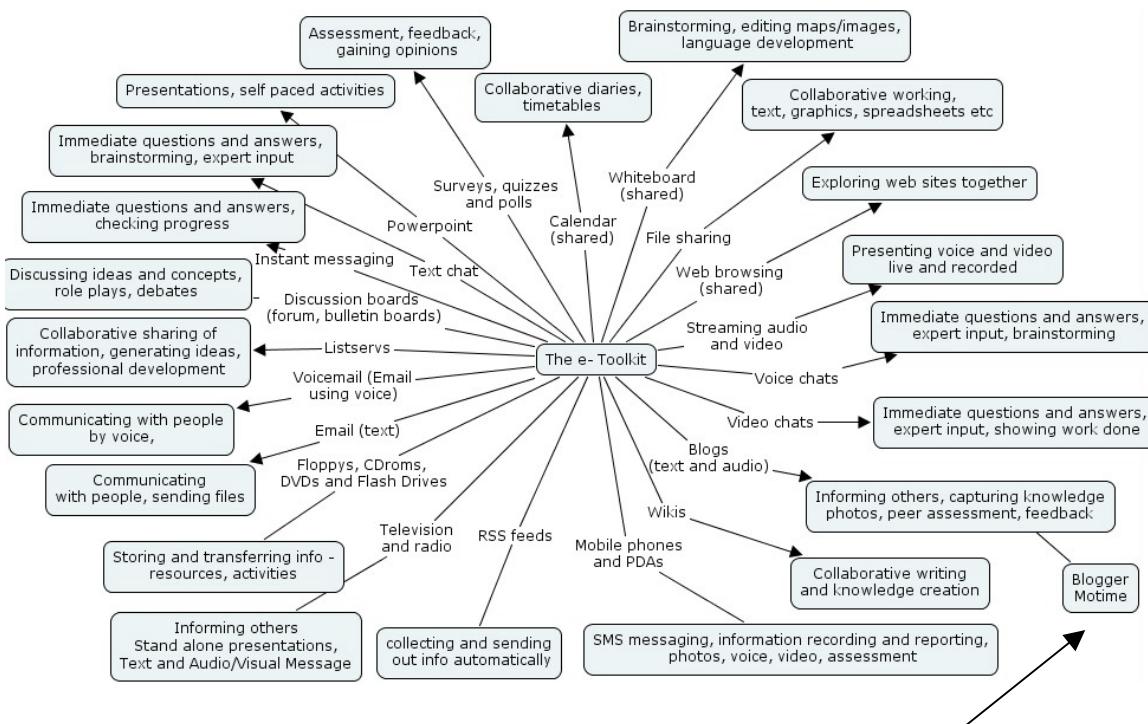 Assessment, feedback,
gaining opinions
Brainstorming, editing maps/images,
language development
Presentations, self paced activities
Collaborative diaries,
timetables
Collaborative working,
text, graphics, spreadsheets etc
Immediate questions and answers,
brainstorming, expert input
Surveys, quizzes
and polls
Whiteboard
(shared)
Exploring web sites together
Immediate questions and answers,
checking progress
Powerpoint
Calendar
(shared)
File sharing
Instant messaging
Text chat
Web browsing
(shared)
Presenting voice and video
live and recorded
Discussing ideas and concepts,
role plays, debates
Discussion boards
(forum, bulletin boards)
Streaming audio
and video
Immediate questions and answers,
expert input, brainstorming
Collaborative sharing of
information, generating ideas,
professional development
Listservs
The e- Toolkit
Voicemail (Email
using voice)
Voice chats
Communicating with people
by voice,
Email (text)
Video chats
Immediate questions and answers,
expert input, showing work done
Communicating
with people, sending files
Floppys, CDroms,
DVDs and Flash Drives
Blogs
(text and audio)
Informing others, capturing knowledge
photos, peer assessment, feedback
Television
and radio
RSS feeds
Wikis
Mobile phones
and PDAs
Storing and transferring info -
resources, activities
Collaborative writing
and knowledge creation
Blogger
Motime
Informing others
Stand alone presentations,
Text and Audio/Visual Message
collecting and sending
out info automatically
SMS messaging, information recording and reporting,
photos, voice, video, assessment